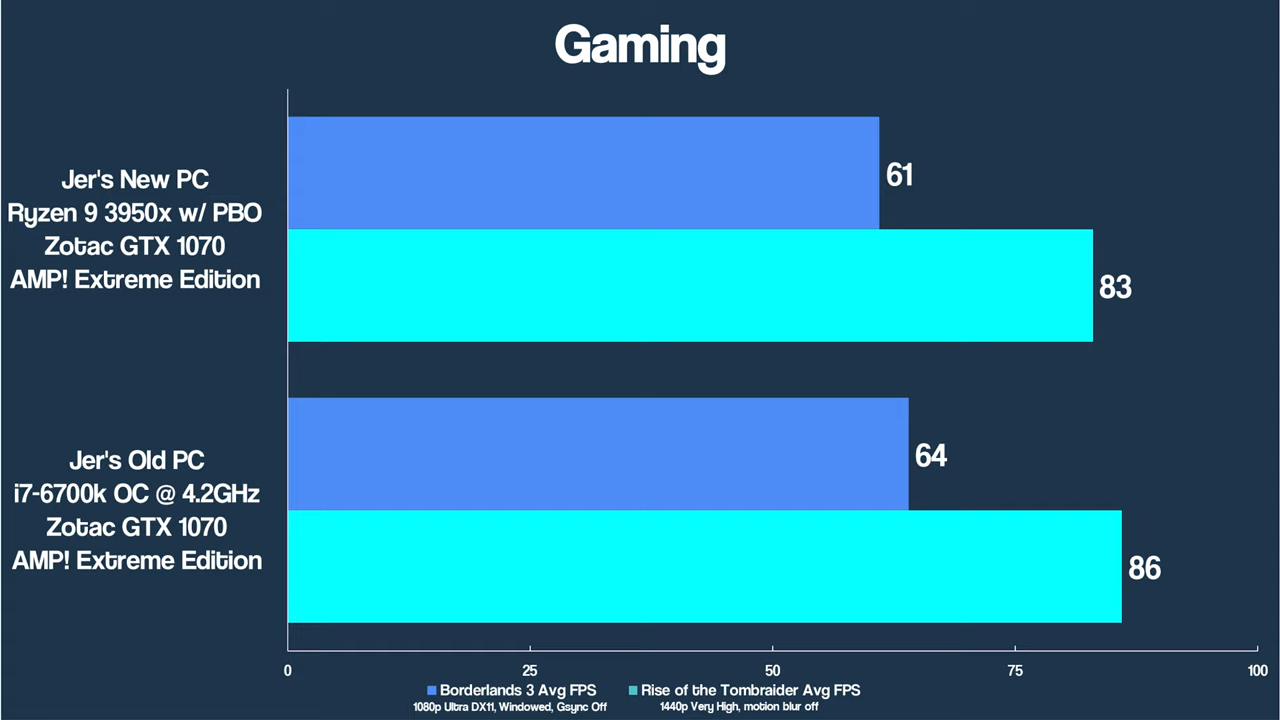 Gaming
Jer's New PC
Ryzen 9 3950x w/ PBO
Zotac GTX 1070
AMP! Extreme Edition
61
83
Jer's Old PC
i7-6700k OC @ 4.2GHz
Zotac GTX 1070
AMP! Extreme Edition
64
86
0 25 50 75 100
Borderlands 3 Avg FPS
1080p Ultra DX11, Windowed, Gsync Off
Rise of the Tombraider Avg FPS
1440p Very High, motion blur off